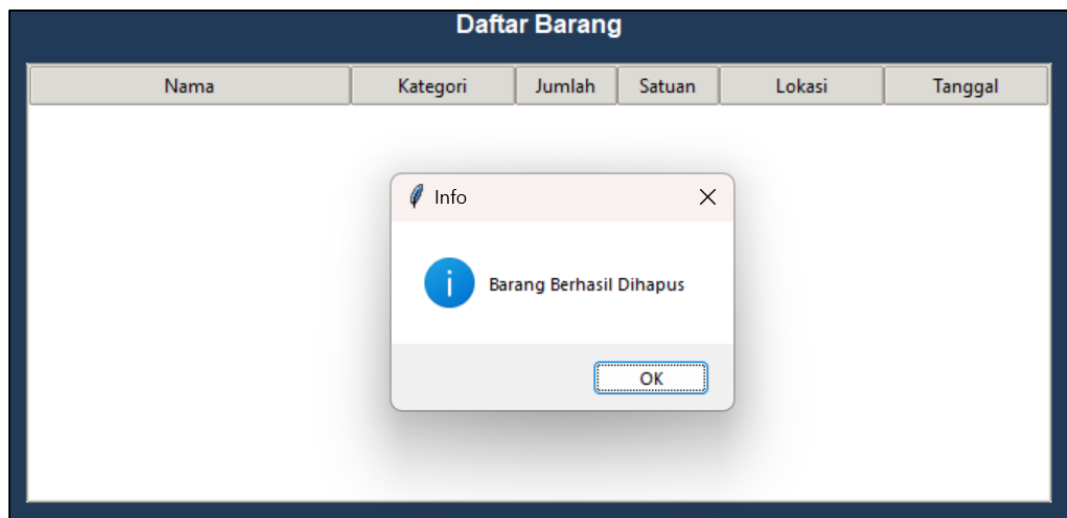 Daftar Barang
Nama Kategori Jumlah Satuan Lokasi Tanggal
Info
Barang Berhasil Dihapus
OK